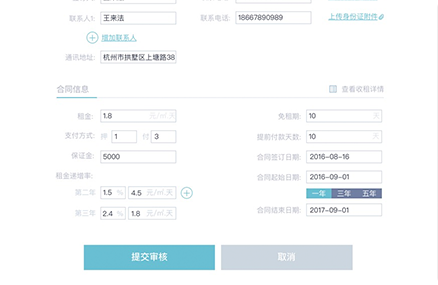 联系人1: 王来法 联系电话: 18667890989 上传身份证附件
增加联系人
通讯地址: 杭州市拱墅区上塘路38
合同信息 查看收租详情
租金: 1.8 元/㎡.天 免租期: 10 天
支付方式: 押 1 付 3 提前付款天数: 10 天
保证金: 5000 合同签订日期: 2016-08-16
租金递增率: 合同起始日期: 2016-09-01
第二年 1.5 % 4.5 元/㎡.天 一年 三年 五年
第三年 2.4 % 1.8 元/㎡.天 合同结束日期: 2017-09-01
提交审核 取消